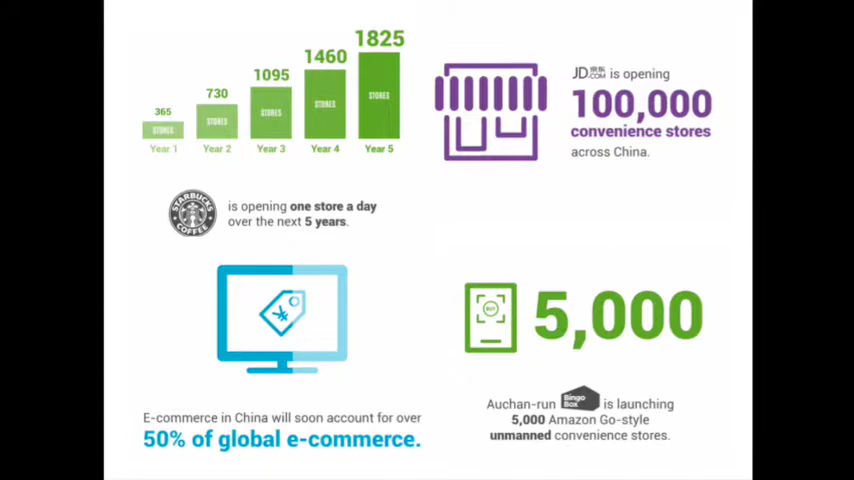 1825
1460
1095
730
365
STORES STORES STORES STORES STORES
Year 1 Year 2 Year 3 Year 4 Year 5
STARBUCKS
COFFEE
is opening one store a day
over the next 5 years.
JD京东.COM is opening
100,000
convenience stores
across China.
¥
E-commerce in China will soon account for over
50% of global e-commerce.
BUY
5,000
Auchan-run Bingo Box is launching
5,000 Amazon Go-style
unmanned convenience stores.